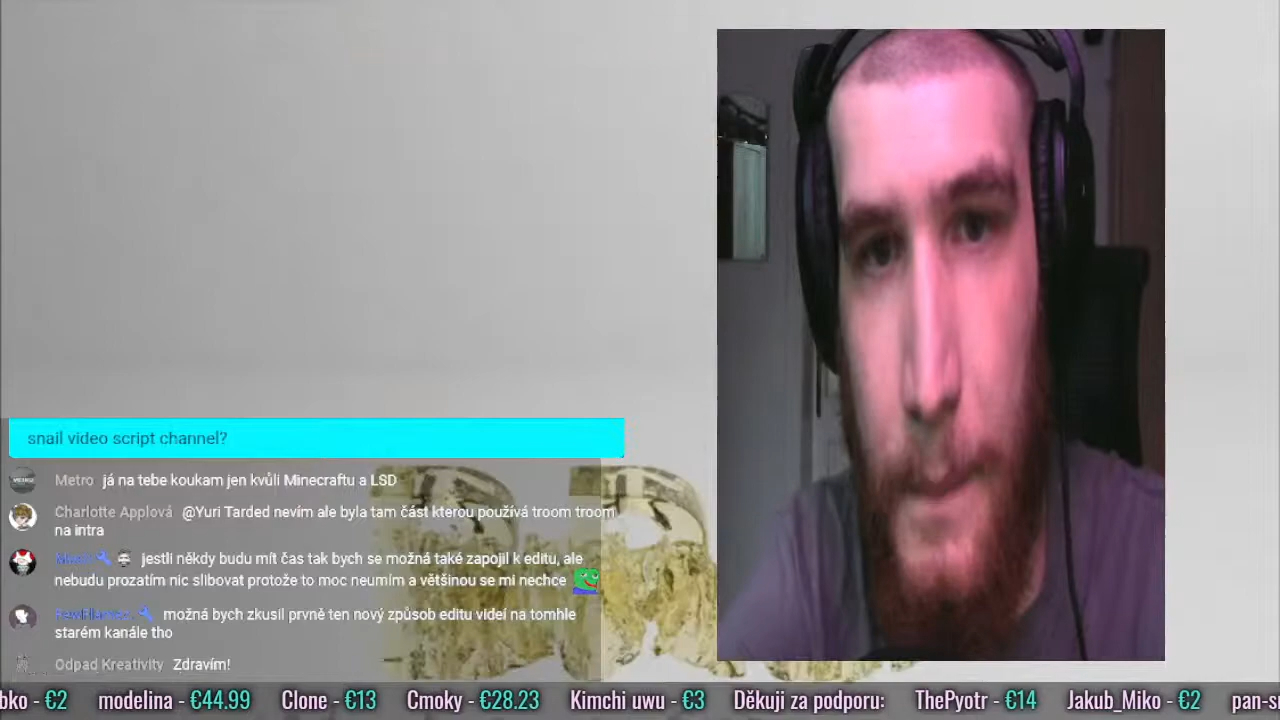 snail video script channel?
Metro já na tebe koukam jen kvůli Minecraftu a LSD
Charlotte Applová @Yuri Tarded nevím ale byla tam část kterou používá troom troom
na intra
jestli někdy budu mít čas tak bych se možná také zapojil k editu, ale
nebudu prozatím nic slibovat protože to moc neumím a většinou se mi nechce
možná bych zkusil prvně ten nový způsob editu videí na tomhle
starém kanále tho
Odpad Kreativity Zdravím!
bko - €2 modelina - €44.99 Clone - €13 Cmoky - €28.23 Kimchi uwu - €3 Děkuji za podporu: ThePyotr - €14 Jakub_Miko - €2 pan-s